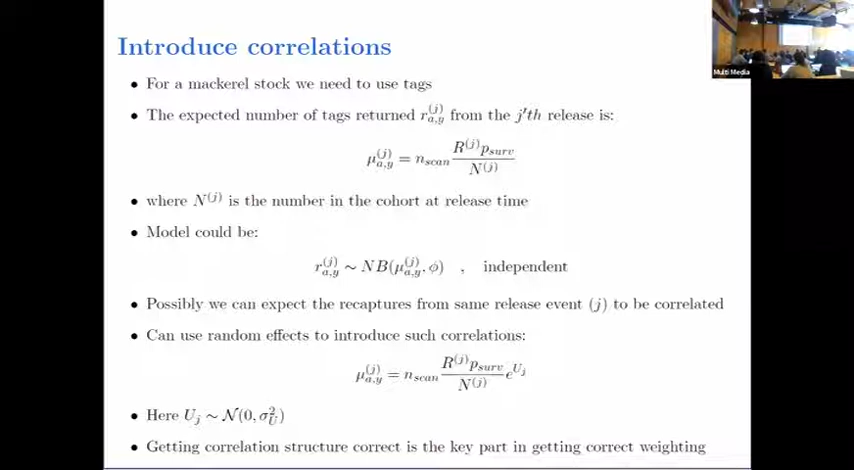 Introduce correlations
• For a mackerel stock we need to use tags
• The expected number of tags returned r_{a,y}^{(j)} from the j'th release is:
μ_{a,y}^{(j)} = n_{scan} \frac{R^{(j)} p_{surv}}{N^{(j)}}
• where N^{(j)} is the number in the cohort at release time
• Model could be:
r_{a,y}^{(j)} ∼ NB(μ_{a,y}^{(j)}, ϕ) , independent
• Possibly we can expect the recaptures from same release event (j) to be correlated
• Can use random effects to introduce such correlations:
μ_{a,y}^{(j)} = n_{scan} \frac{R^{(j)} p_{surv}}{N^{(j)}} e^{U_j}
• Here U_j ∼ N(0, σ_U^2)
• Getting correlation structure correct is the key part in getting correct weighting
Multi Media